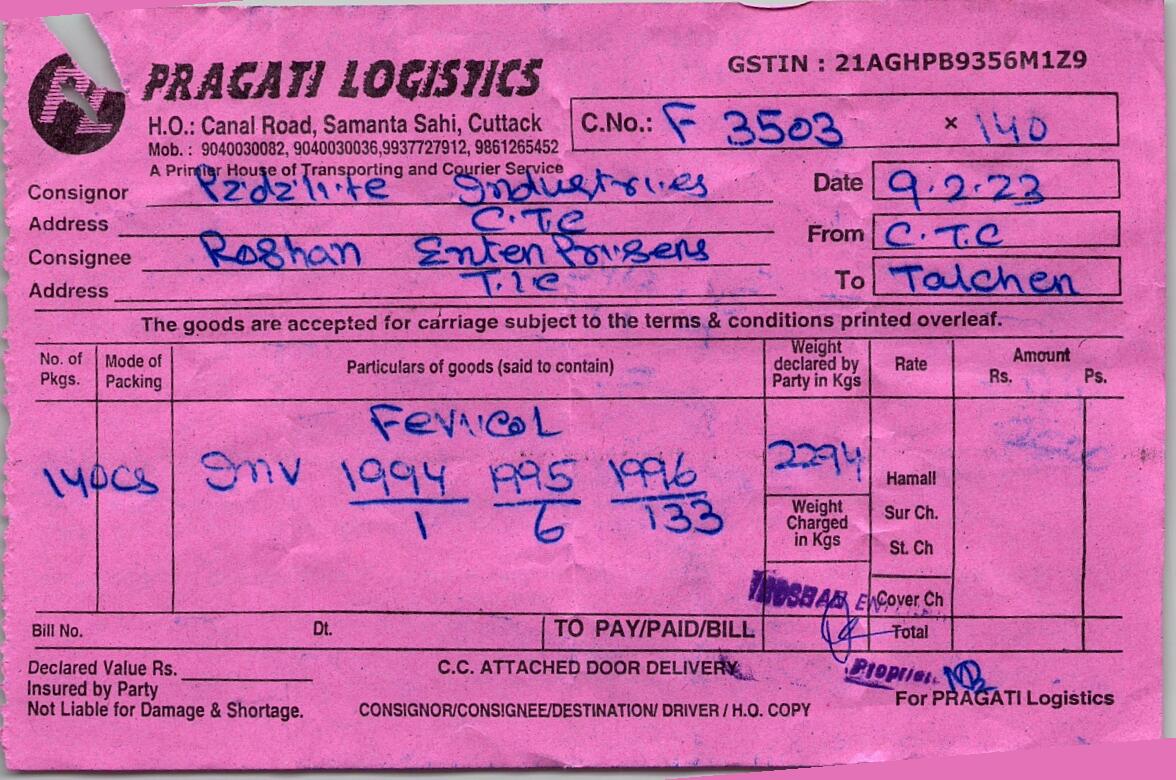 PRAGATI LOGISTICS
GSTIN : 21AGHPB9356M1Z9
H.O.: Canal Road, Samanta Sahi, Cuttack
Mob. : 9040030082, 9040030036,9937727912, 9861265452
A Primier House of Transporting and Courier Service
C.No.: F 3503 × 140
Consignor Pidilite Industries
Date 9.2.23
Address C.T.C
From C.T.C
Consignee Roshan Enterprisers
Address T.l.c
To Talcher
The goods are accepted for carriage subject to the terms & conditions printed overleaf.
No. of Pkgs. Mode of Packing Particulars of goods (said to contain) Weight declared by Party in Kgs Rate Amount Rs. Ps.
Fevicol
140CS Inv 1994 1995 1996 2294
1 6 133
Hamall
Weight Charged in Kgs
Sur Ch.
St. Ch
Cover Ch
Bill No. Dt. TO PAY/PAID/BILL Total
Declared Value Rs. C.C. ATTACHED DOOR DELIVERY
Insured by Party
For PRAGATI Logistics
Not Liable for Damage & Shortage. CONSIGNOR/CONSIGNEE/DESTINATION/ DRIVER / H.O. COPY